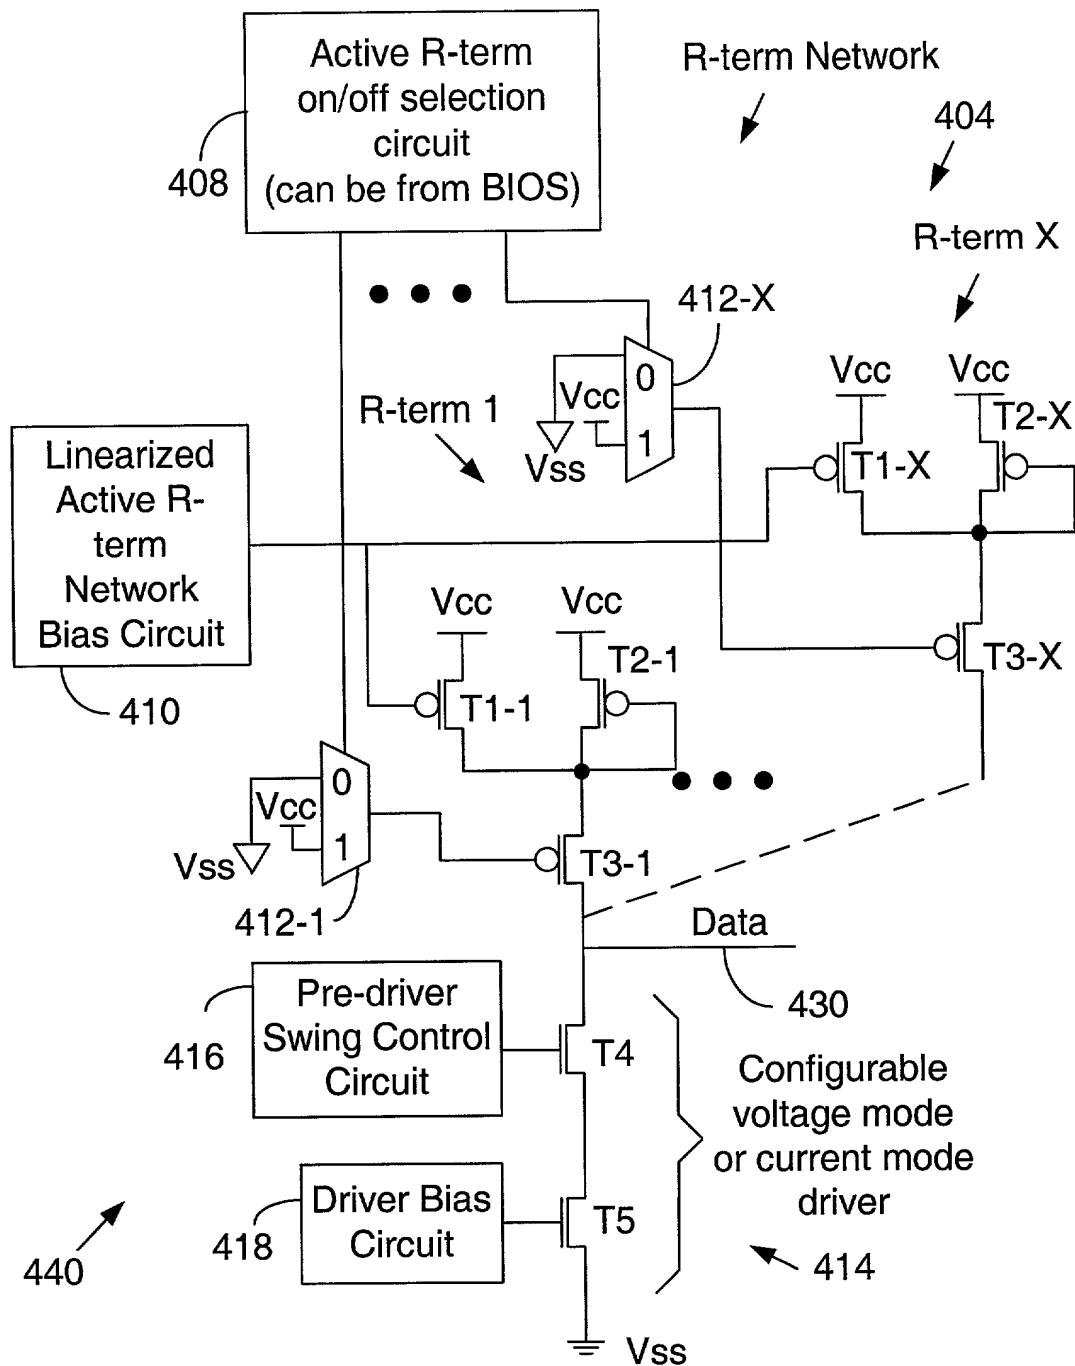 Active R-term
on/off selection
circuit
(can be from BIOS)
408
R-term Network
404
R-term X
412-X
0
1
Vcc
Vss
R-term 1
Vcc
Vcc
T2-X
T1-X
T3-X
Linearized
Active R-
term
Network
Bias Circuit
410
Vcc
Vcc
T2-1
T1-1
0
1
Vcc
Vss
412-1
T3-1
Data
430
Pre-driver
Swing Control
Circuit
416
T4
Configurable
voltage mode
or current mode
driver
Driver Bias
Circuit
418
T5
414
440
Vss